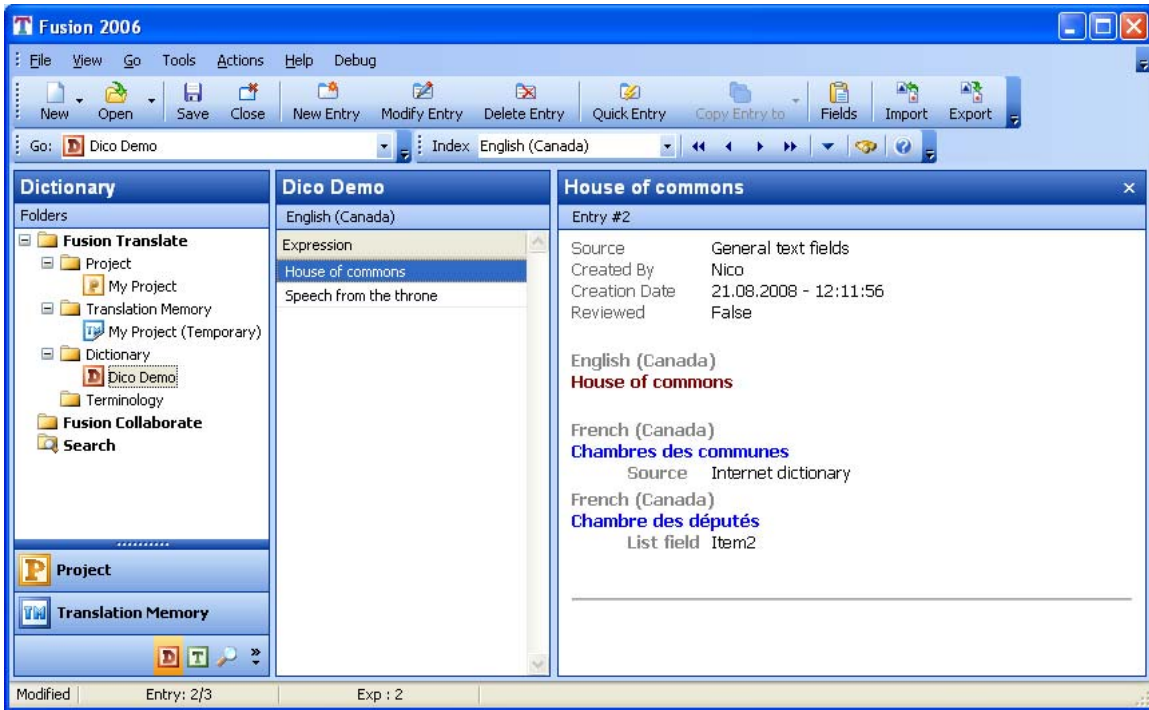 Fusion 2006
File View Go Tools Actions Help Debug
New Open Save Close New Entry Modify Entry Delete Entry Quick Entry Copy Entry to Fields Import Export
Go: Dico Demo Index English (Canada)
Dictionary
Folders
Fusion Translate
Project
My Project
Translation Memory
My Project (Temporary)
Dictionary
Dico Demo
Terminology
Fusion Collaborate
Search
Project
Translation Memory
Dico Demo
English (Canada)
Expression
House of commons
Speech from the throne
House of commons
Entry #2
Source General text fields
Created By Nico
Creation Date 21.08.2008 - 12:11:56
Reviewed False
English (Canada)
House of commons
French (Canada)
Chambres des communes
Source Internet dictionary
French (Canada)
Chambre des députés
List field Item2
Modified Entry: 2/3 Exp : 2